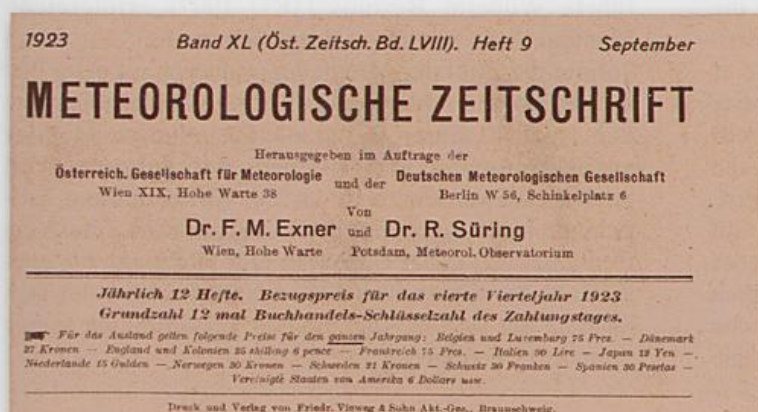 1923 Band XL (Öst. Zeitsch. Bd. LVIII). Heft 9 September
METEOROLOGISCHE ZEITSCHRIFT
Herausgegeben im Auftrage der
Österreich. Gesellschaft für Meteorologie und der Deutschen Meteorologischen Gesellschaft
Wien XIX, Hohe Warte 38 Berlin W 56, Schinkelplatz 6
Von
Dr. F. M. Exner und Dr. R. Süring
Wien, Hohe Warte Potsdam, Meteorol. Observatorium
Jährlich 12 Hefte. Bezugspreis für das vierte Vierteljahr 1923
Grundzahl 12 mal Buchhandels-Schlüsselzahl des Zahlungstages.
Für das Ausland gelten folgende Preise für den ganzen Jahrgang: Belgien und Luxemburg 75 Frcs. — Dänemark
27 Kronen — England und Kolonien 25 shilling 6 pence — Frankreich 75 Frcs. — Italien 90 Lire — Japan 12 Yen —
Niederlande 15 Gulden — Norwegen 30 Kronen — Schweden 21 Kronen — Schweiz 30 Franken — Spanien 30 Pesetas —
Vereinigte Staaten von Amerika 6 Dollars usw.
Druck und Verlag von Friedr. Vieweg & Sohn Akt.-Ges., Braunschweig.